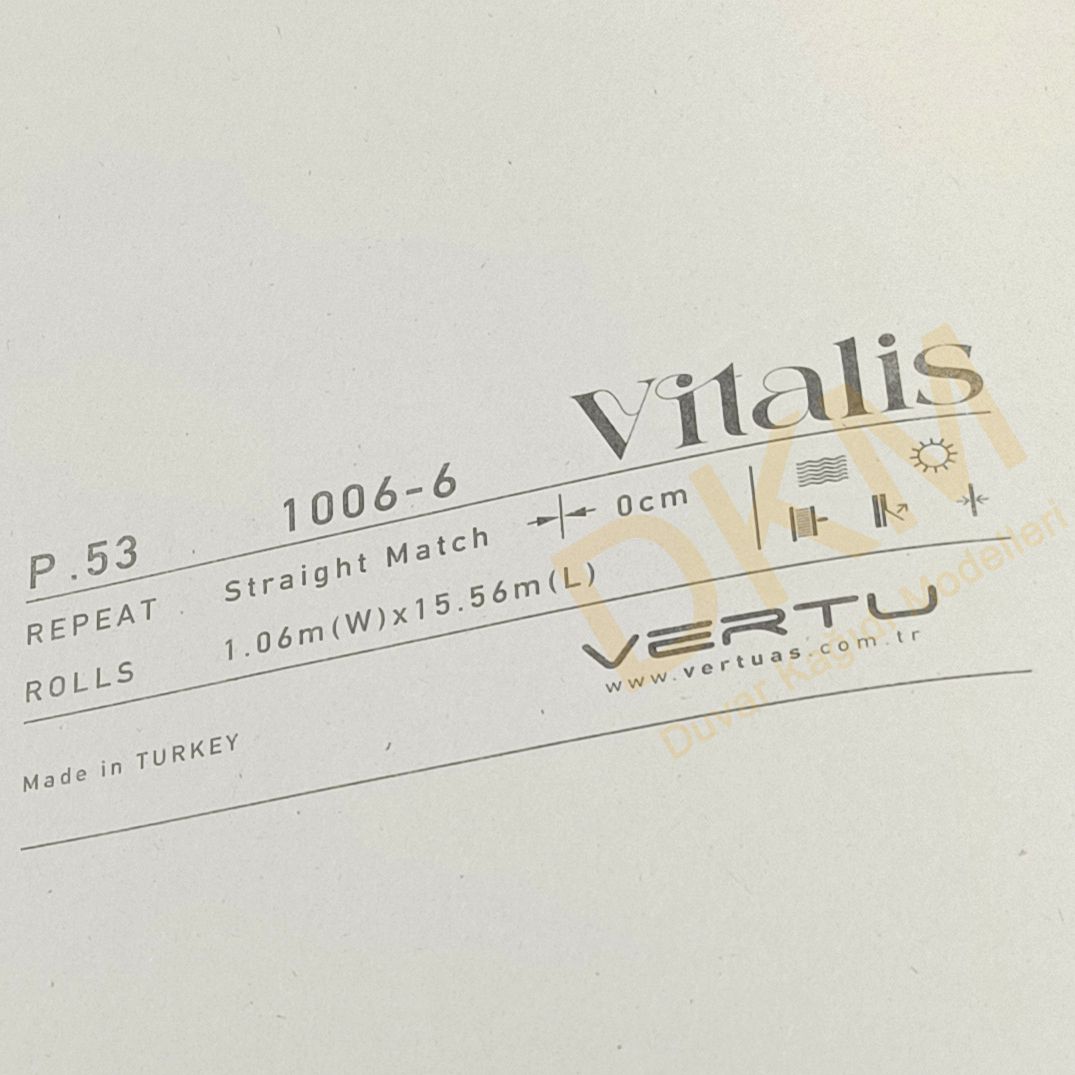 Vitalis
P.53 1006-6
REPEAT Straight Match 0cm
ROLLS 1.06m(W)x15.56m(L)
VERTU
www.vertuas.com.tr
Made in TURKEY
DKM
Duvar Kağıdı Modelleri